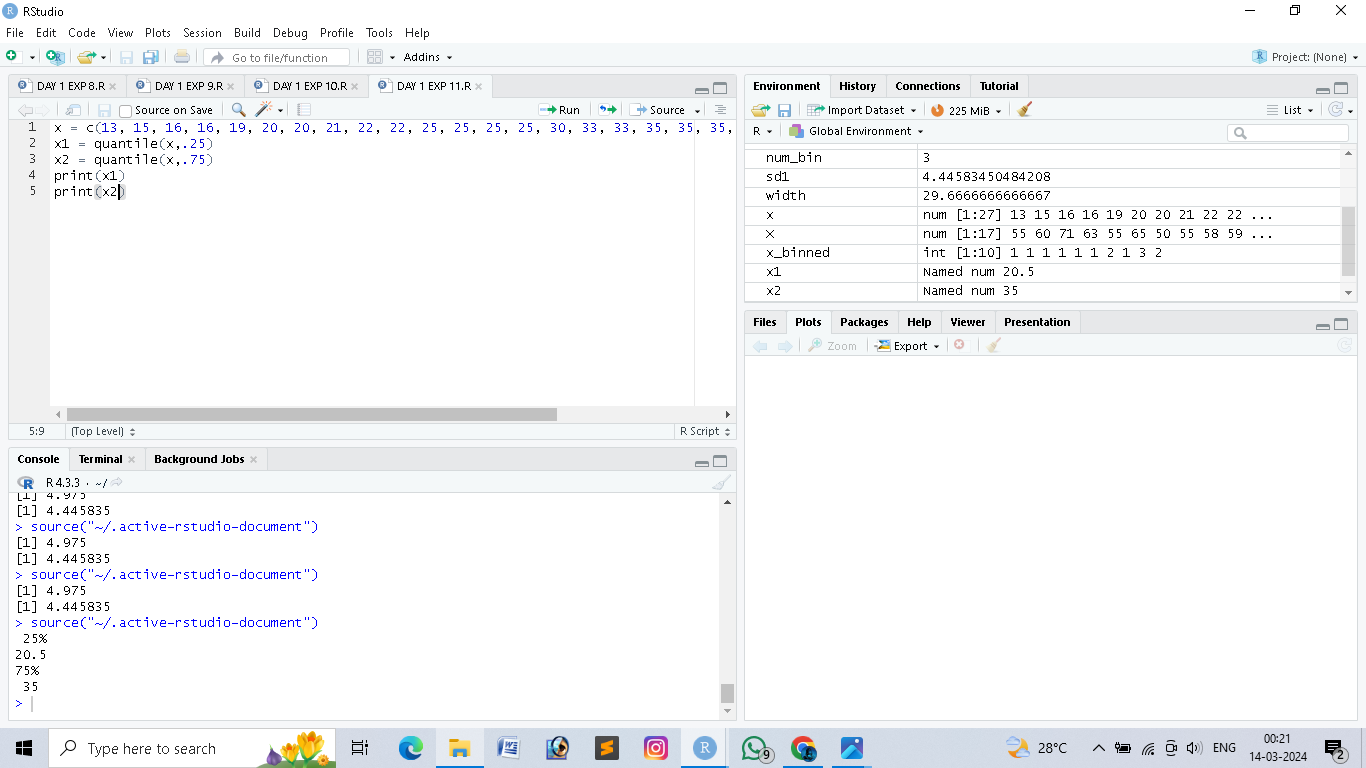 RStudio
File Edit Code View Plots Session Build Debug Profile Tools Help
Go to file/function Addins Project: (None)
DAY 1 EXP 8.R DAY 1 EXP 9.R DAY 1 EXP 10.R DAY 1 EXP 11.R
Source on Save Run Source
1 x = c(13, 15, 16, 16, 19, 20, 20, 21, 22, 22, 25, 25, 25, 25, 30, 33, 33, 35, 35, 35,
2 x1 = quantile(x,.25)
3 x2 = quantile(x,.75)
4 print(x1)
5 print(x2)
5:9 (Top Level) R Script
Console Terminal Background Jobs
R 4.3.3 · ~/
[1] 4.975
[1] 4.445835
> source("~/.active-rstudio-document")
[1] 4.975
[1] 4.445835
> source("~/.active-rstudio-document")
[1] 4.975
[1] 4.445835
> source("~/.active-rstudio-document")
25%
20.5
75%
35
>
Environment History Connections Tutorial
Import Dataset 225 MiB List
R Global Environment
num_bin 3
sd1 4.44583450484208
width 29.6666666666667
x num [1:27] 13 15 16 16 19 20 20 21 22 22 ...
X num [1:17] 55 60 71 63 55 65 50 55 58 59 ...
x_binned int [1:10] 1 1 1 1 1 1 2 1 3 2
x1 Named num 20.5
x2 Named num 35
Files Plots Packages Help Viewer Presentation
Zoom Export
Type here to search
9
28°C
ENG
00:21
14-03-2024
2